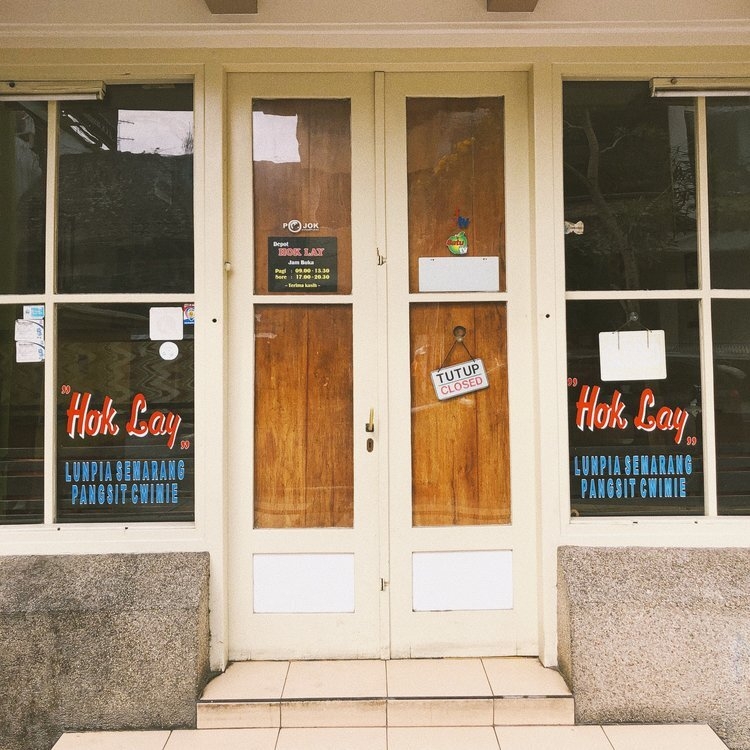 POJOK
Depot
HOK LAY
Jam Buka
Pagi : 09.00 - 13.30
Sore : 17.00 - 20.30
- Terima kasih -
TUTUP
CLOSED
"Hok Lay"
LUNPIA SEMARANG
PANGSIT CWIMIE
"Hok Lay"
LUNPIA SEMARANG
PANGSIT CWIMIE